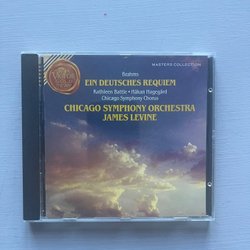 MASTERS COLLECTION
Brahms
EIN DEUTSCHES REQUIEM
Kathleen Battle • Håkan Hagegård
Chicago Symphony Chorus
CHICAGO SYMPHONY ORCHESTRA
JAMES LEVINE